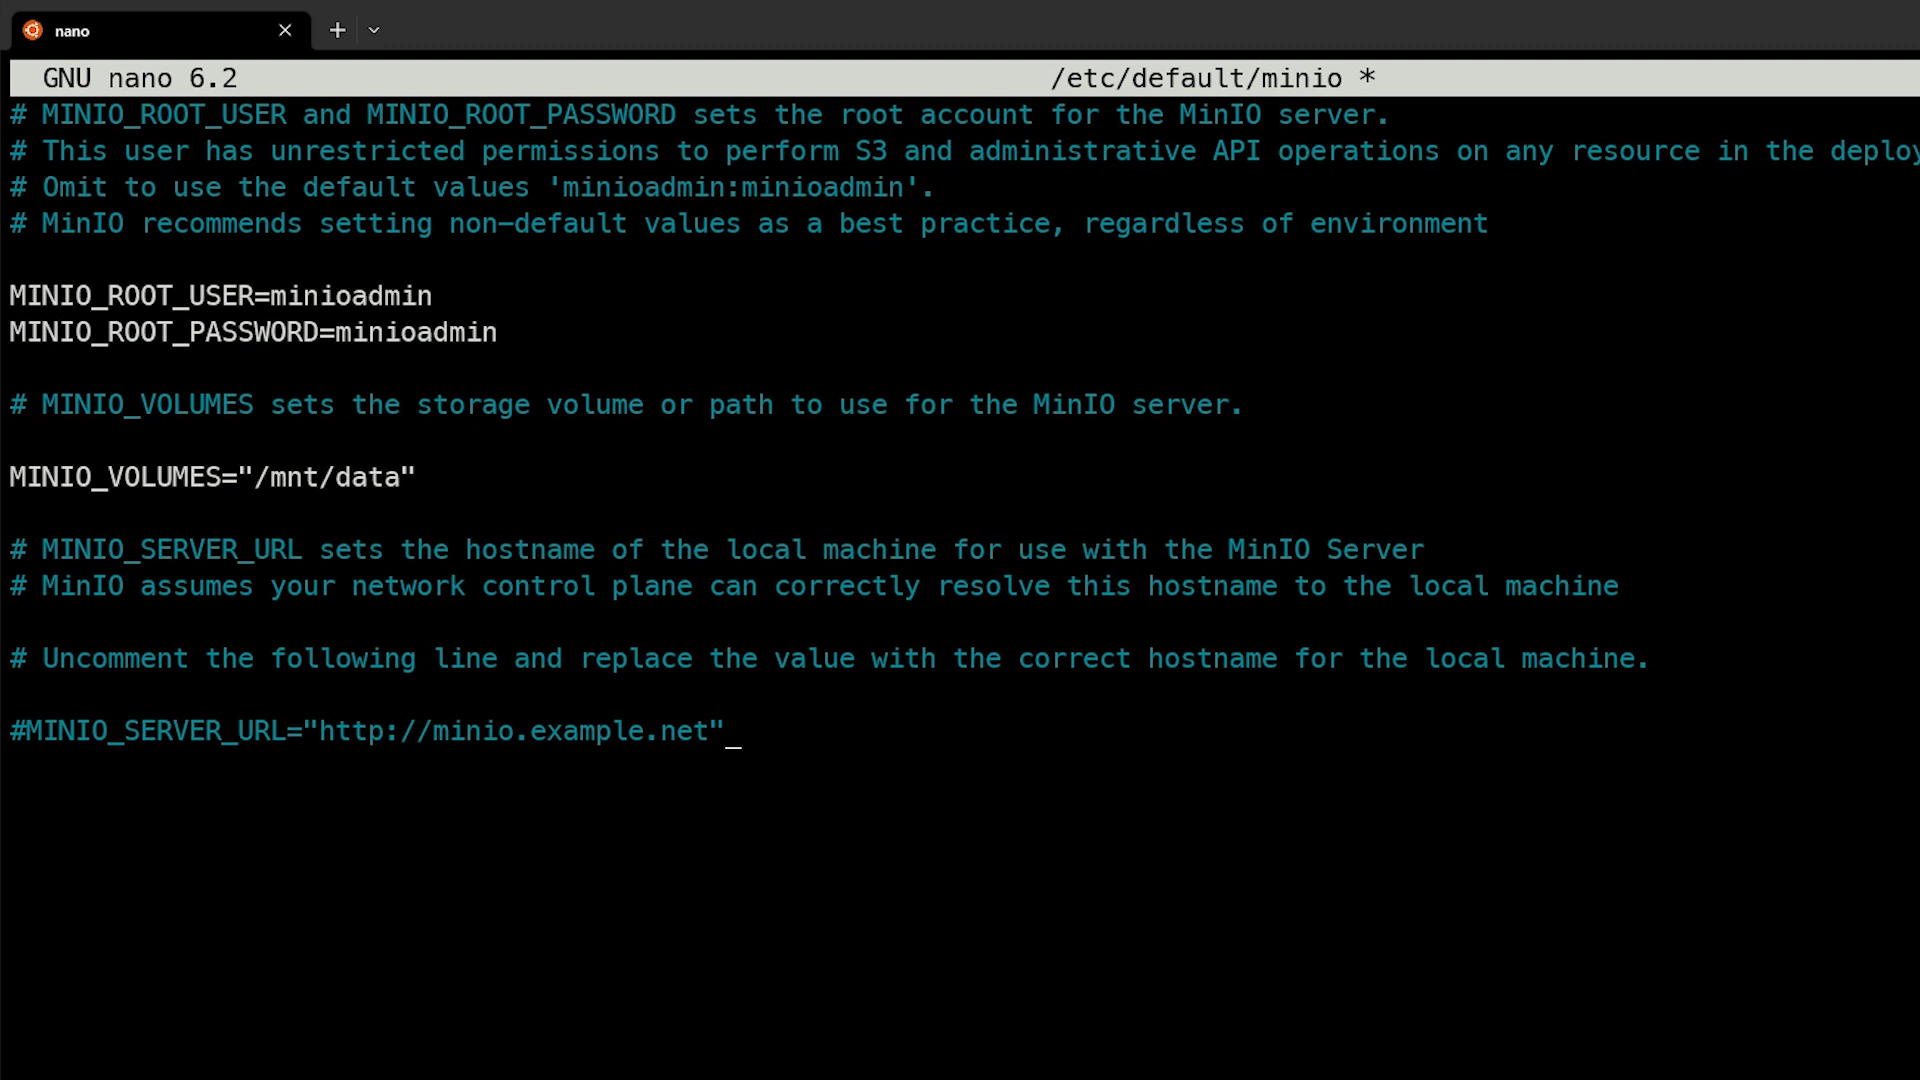 nano
GNU nano 6.2 /etc/default/minio *
# MINIO_ROOT_USER and MINIO_ROOT_PASSWORD sets the root account for the MinIO server.
# This user has unrestricted permissions to perform S3 and administrative API operations on any resource in the deploy
# Omit to use the default values 'minioadmin:minioadmin'.
# MinIO recommends setting non-default values as a best practice, regardless of environment
MINIO_ROOT_USER=minioadmin
MINIO_ROOT_PASSWORD=minioadmin
# MINIO_VOLUMES sets the storage volume or path to use for the MinIO server.
MINIO_VOLUMES="/mnt/data"
# MINIO_SERVER_URL sets the hostname of the local machine for use with the MinIO Server
# MinIO assumes your network control plane can correctly resolve this hostname to the local machine
# Uncomment the following line and replace the value with the correct hostname for the local machine.
#MINIO_SERVER_URL="http://minio.example.net"